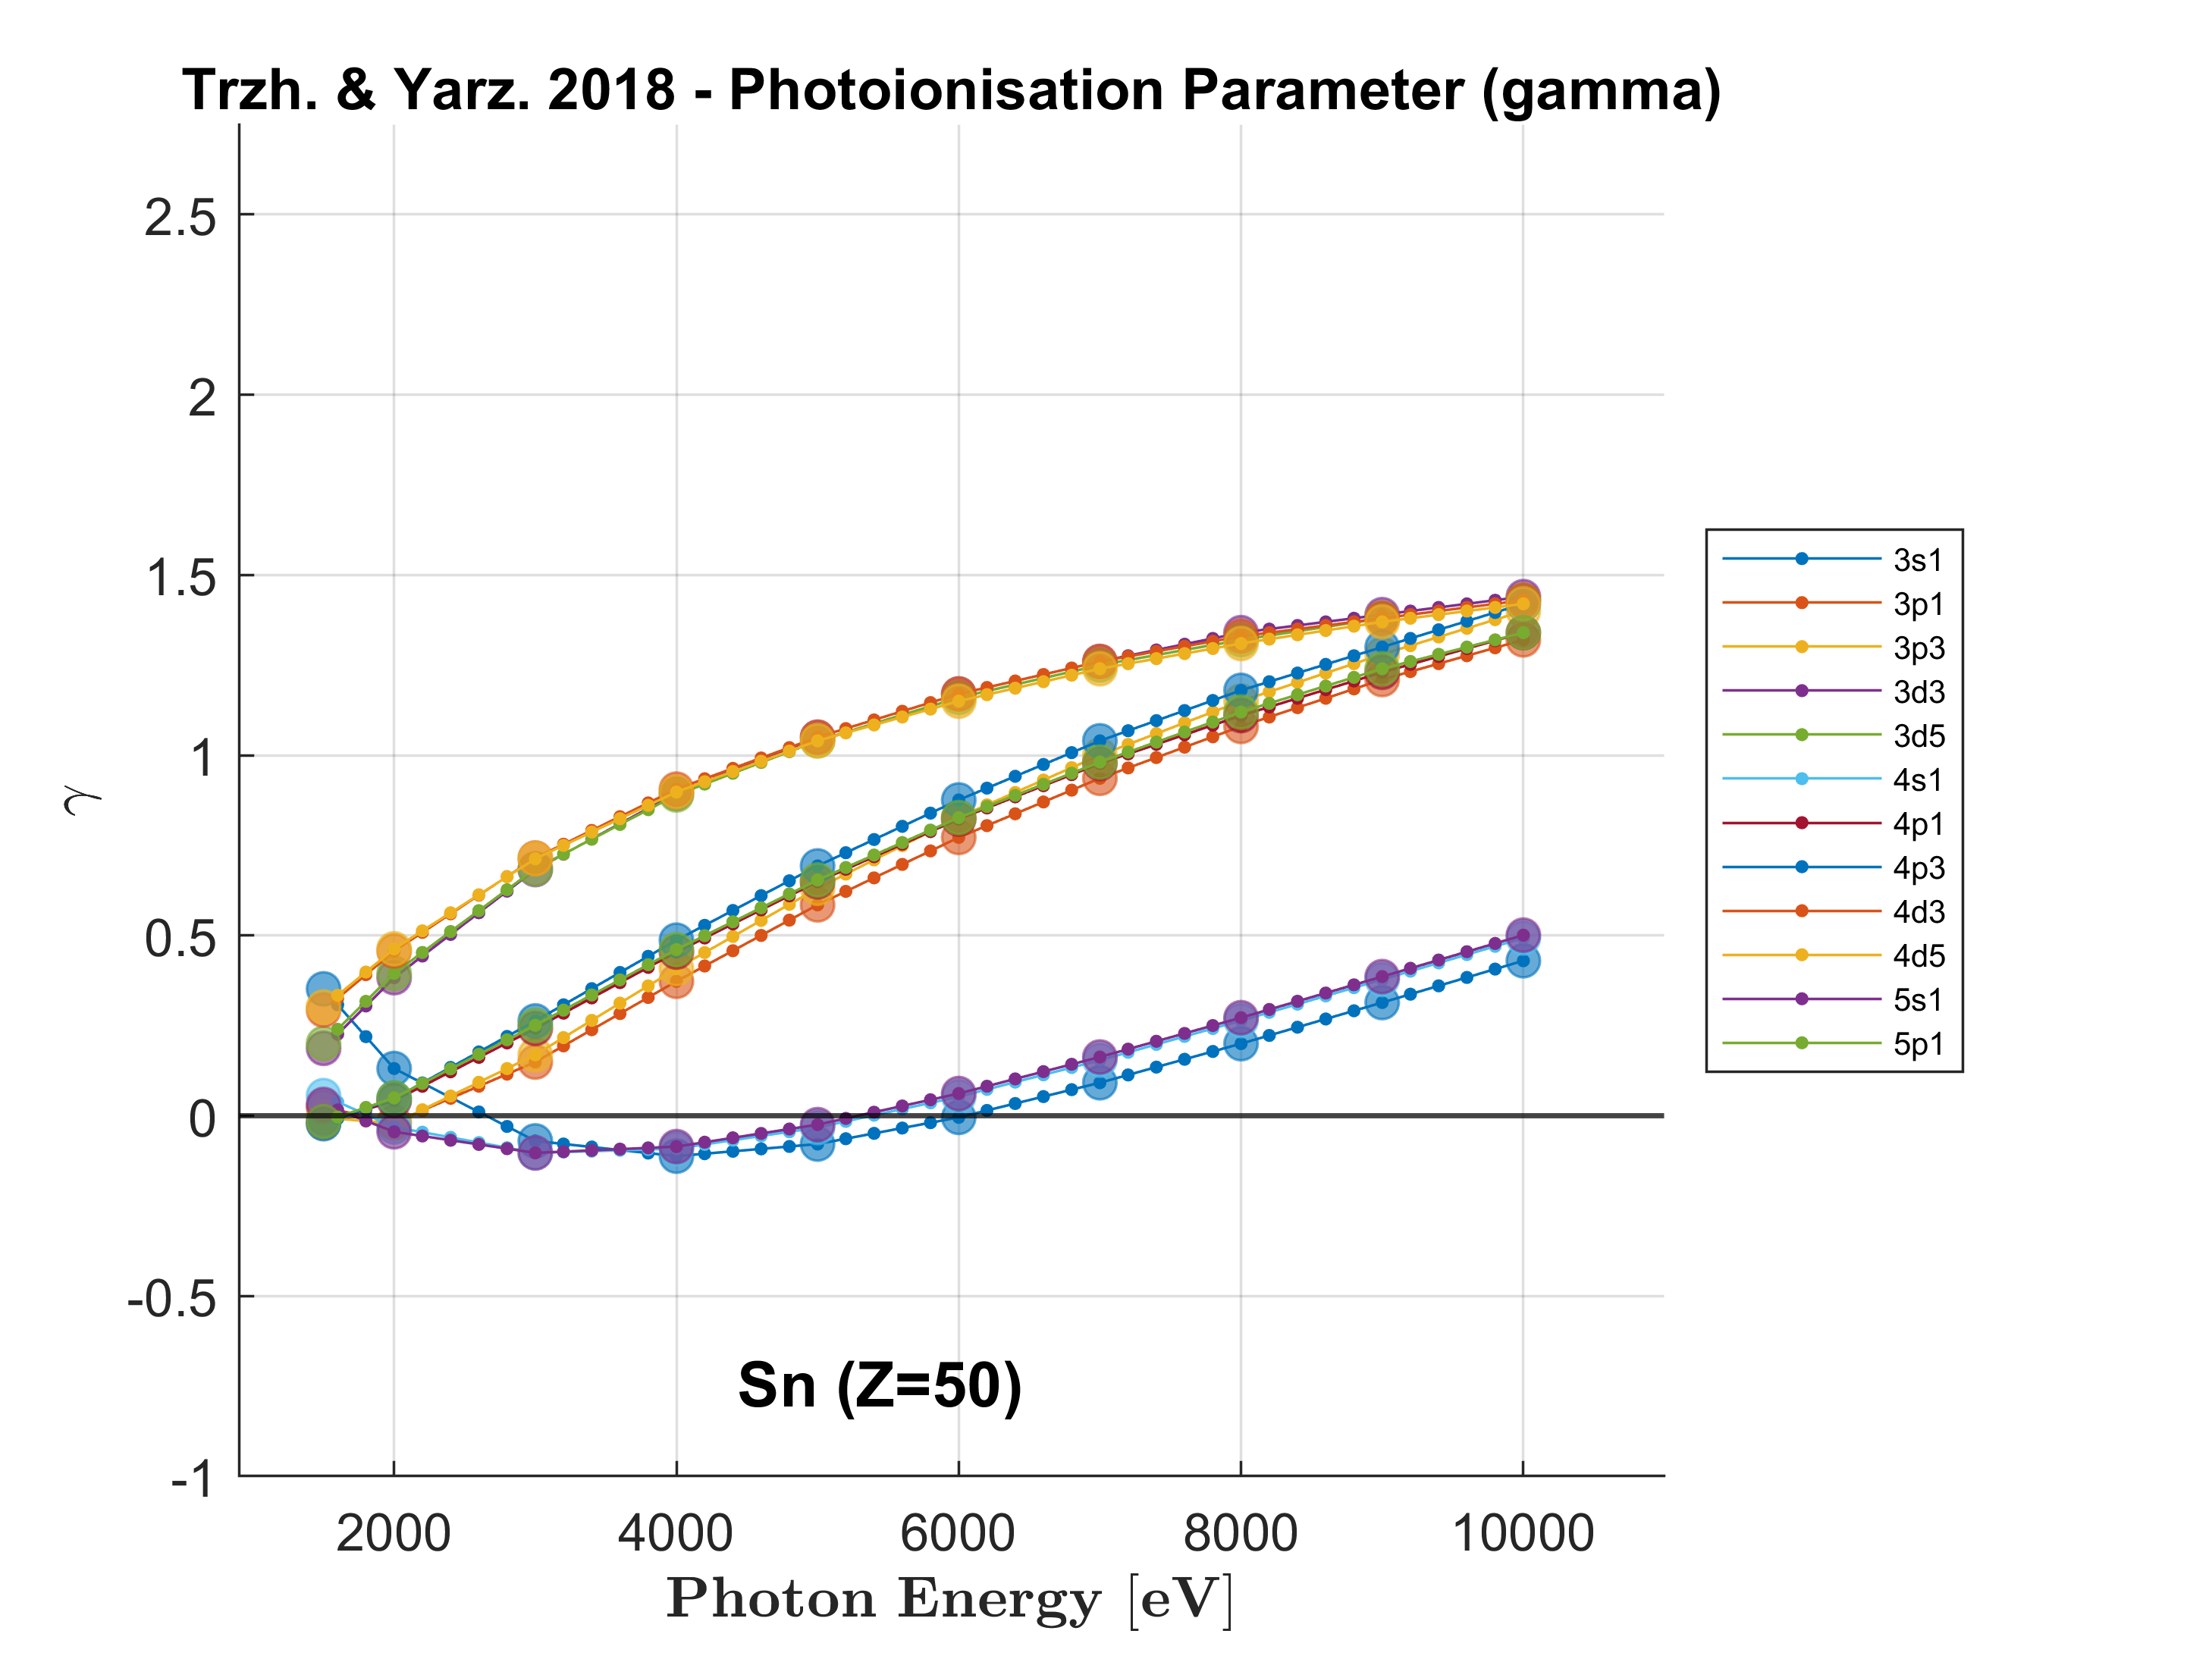 Trzh. & Yarz. 2018 - Photoionisation Parameter (gamma)
2.5
2
1.5
1
0.5
0
-0.5
-1
γ
2000 4000 6000 8000 10000
Photon Energy [eV]
Sn (Z=50)
3s1
3p1
3p3
3d3
3d5
4s1
4p1
4p3
4d3
4d5
5s1
5p1